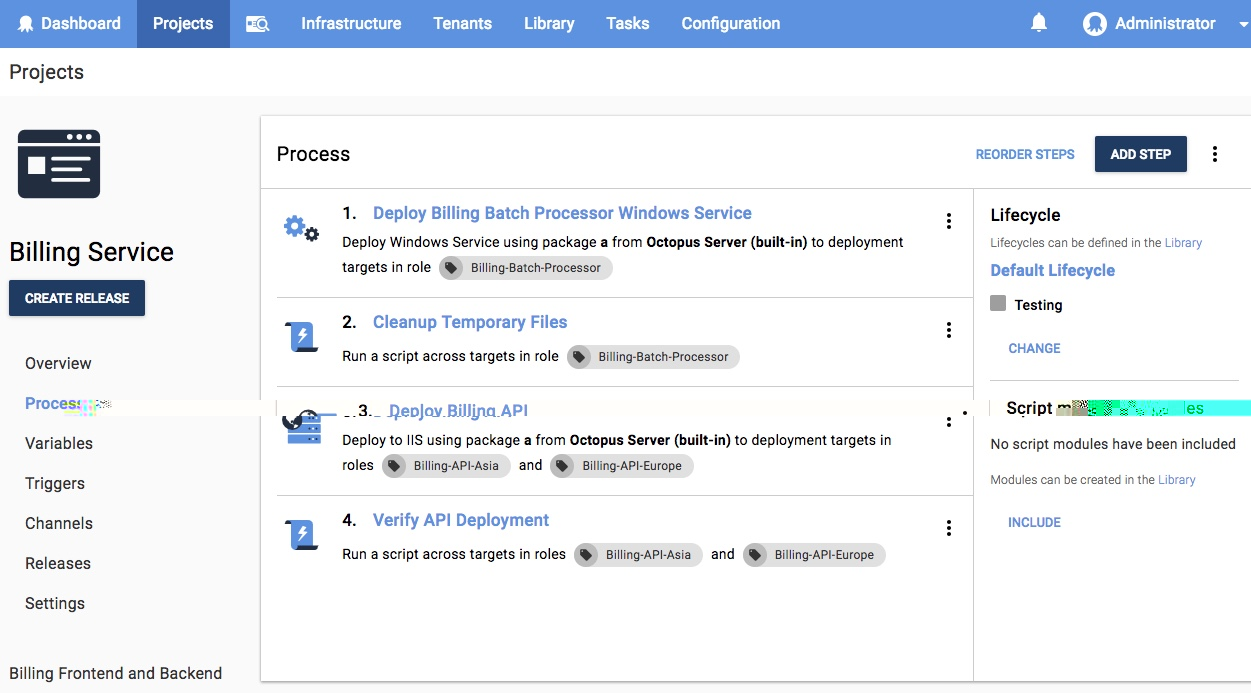 Dashboard Projects Infrastructure Tenants Library Tasks Configuration Administrator
Projects
Billing Service
CREATE RELEASE
Overview
Process
Variables
Triggers
Channels
Releases
Settings
Billing Frontend and Backend
Process
REORDER STEPS ADD STEP
1. Deploy Billing Batch Processor Windows Service
Deploy Windows Service using package a from Octopus Server (built-in) to deployment
targets in role Billing-Batch-Processor
2. Cleanup Temporary Files
Run a script across targets in role Billing-Batch-Processor
3. Deploy Billing API
Deploy to IIS using package a from Octopus Server (built-in) to deployment targets in
roles Billing-API-Asia and Billing-API-Europe
4. Verify API Deployment
Run a script across targets in roles Billing-API-Asia and Billing-API-Europe
Lifecycle
Lifecycles can be defined in the Library
Default Lifecycle
Testing
CHANGE
Script
No script modules have been included
Modules can be created in the Library
INCLUDE